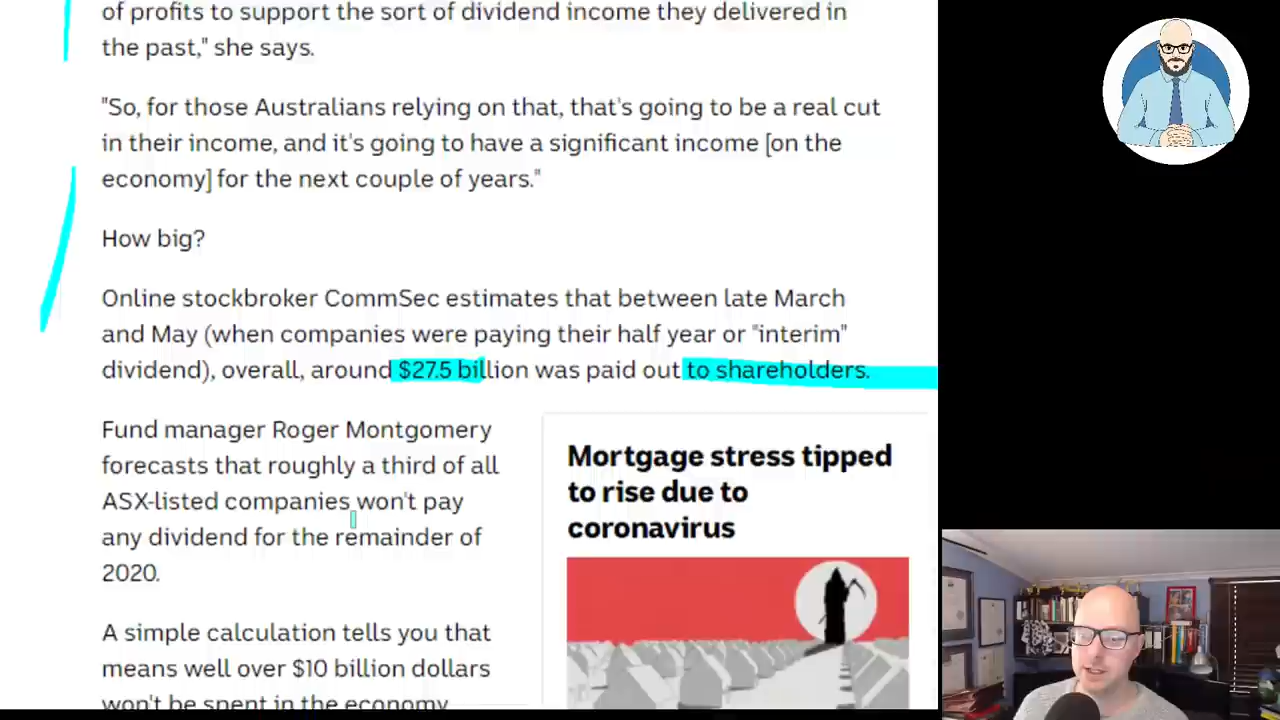 of profits to support the sort of dividend income they delivered in
the past," she says.
"So, for those Australians relying on that, that's going to be a real cut
in their income, and it's going to have a significant income [on the
economy] for the next couple of years."
How big?
Online stockbroker CommSec estimates that between late March
and May (when companies were paying their half year or "interim"
dividend), overall, around $27.5 billion was paid out to shareholders.
Fund manager Roger Montgomery
forecasts that roughly a third of all
ASX-listed companies won't pay
any dividend for the remainder of
2020.
A simple calculation tells you that
means well over $10 billion dollars
won't be spent in the economy
Mortgage stress tipped
to rise due to
coronavirus